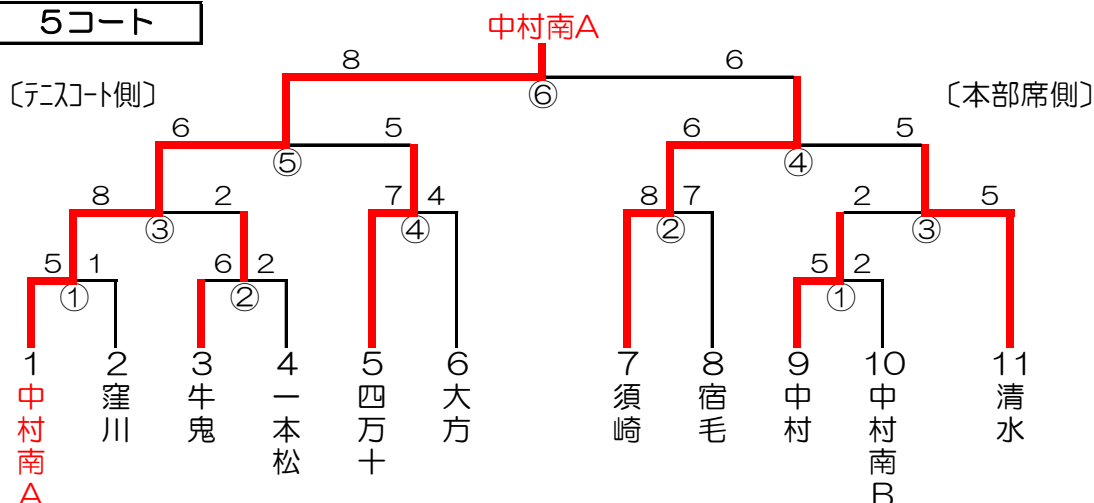 5コート
中村南A
8 6
⑥
〔テニスコート側〕 〔本部席側〕
6 5 6 5
⑤ ④
8 2 7 4 8 7 2 5
③ ④ ② ③
5 1 6 2 5 2
① ② ①
1 2 3 4 5 6 7 8 9 10 11
中村南A
窪川
牛鬼
一本松
四万十
大方
須崎
宿毛
中村
中村南B
清水